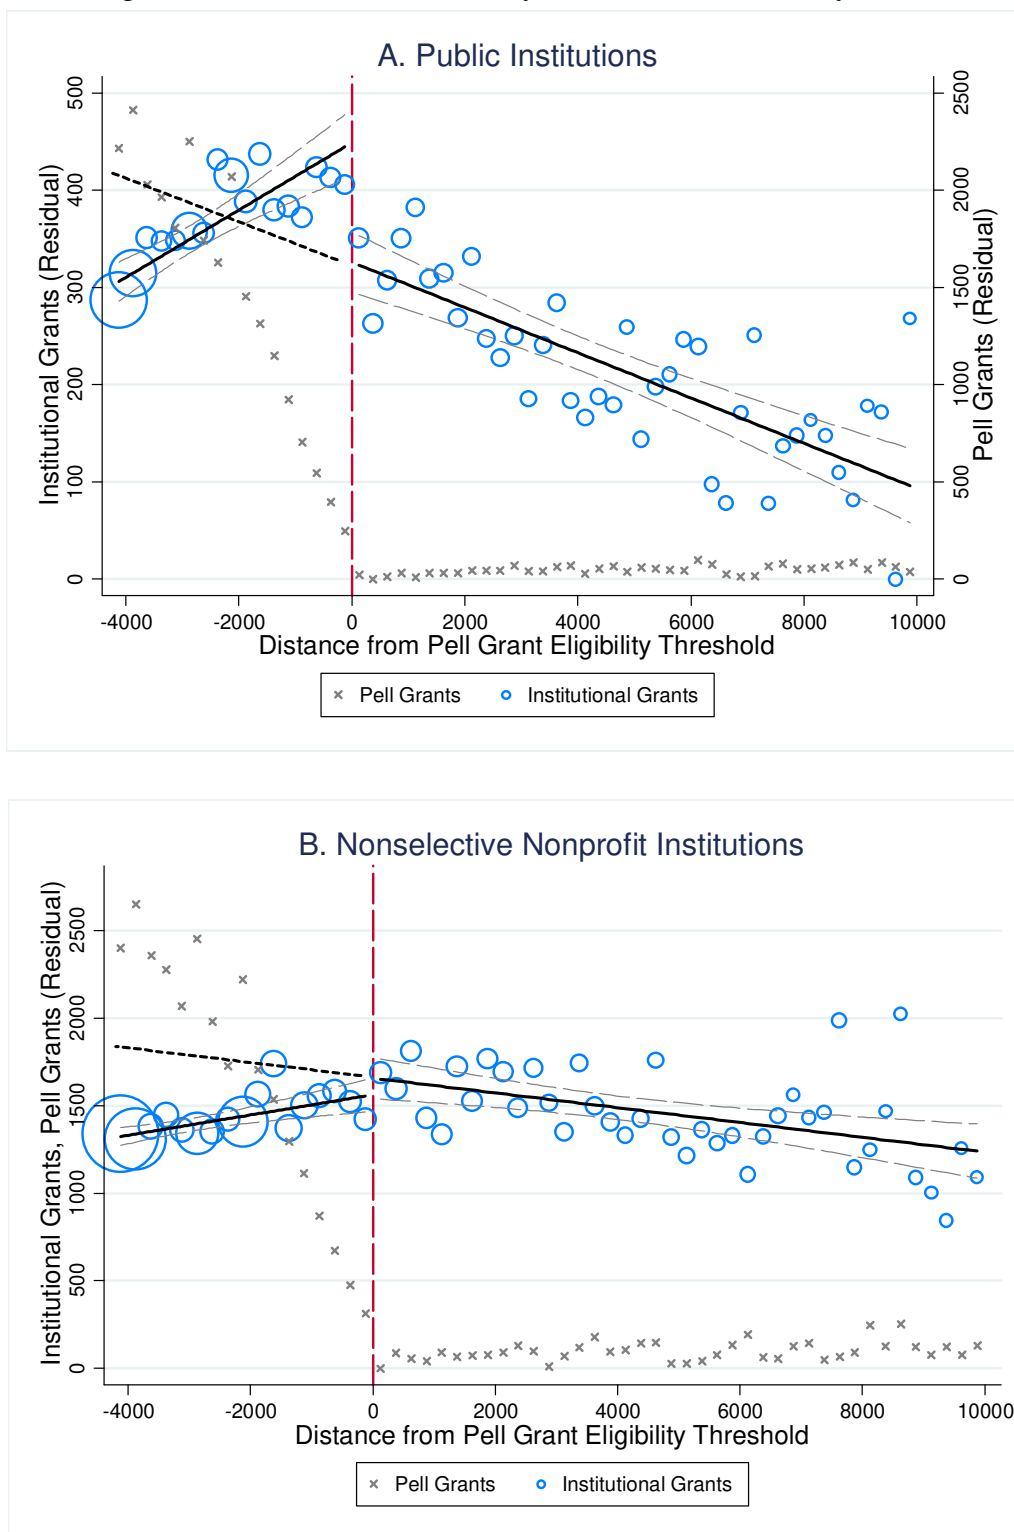 A. Public Institutions
Institutional Grants (Residual)
0 100 200 300 400 500
Pell Grants (Residual)
0 500 1000 1500 2000 2500
-4000 -2000 0 2000 4000 6000 8000 10000
Distance from Pell Grant Eligibility Threshold
Pell Grants Institutional Grants
B. Nonselective Nonprofit Institutions
Institutional Grants, Pell Grants (Residual)
0 500 1000 1500 2000 2500
-4000 -2000 0 2000 4000 6000 8000 10000
Distance from Pell Grant Eligibility Threshold
Pell Grants Institutional Grants